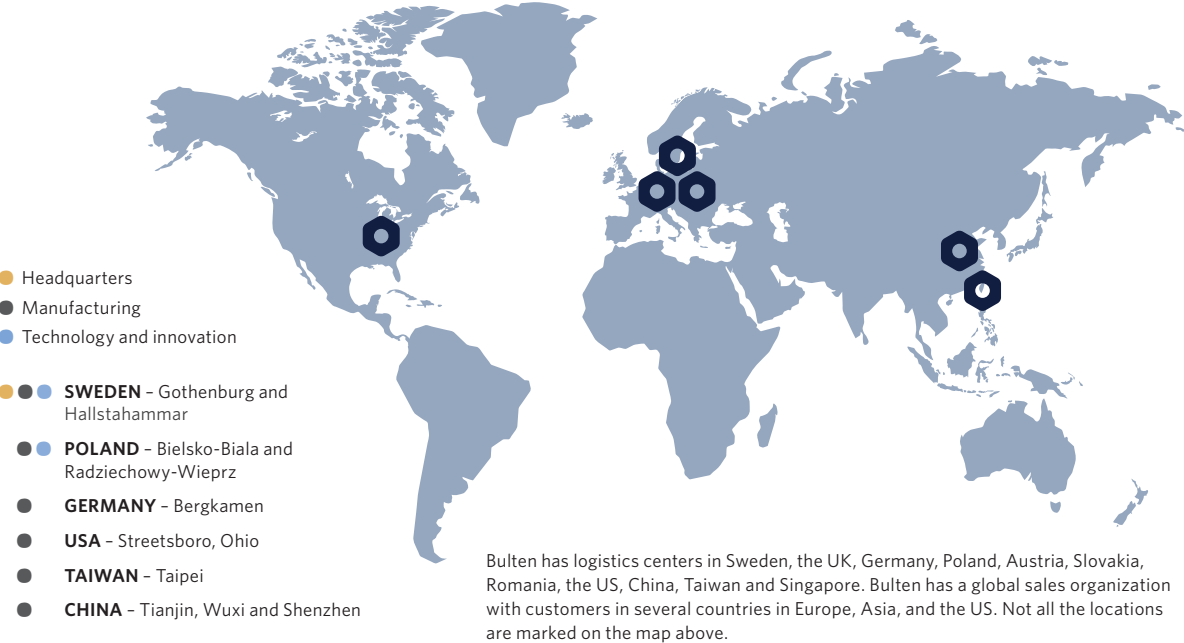 Headquarters
Manufacturing
Technology and innovation
SWEDEN – Gothenburg and
Hallstahammar
POLAND – Bielsko-Biala and
Radziechowy-Wieprz
GERMANY – Bergkamen
USA – Streetsboro, Ohio
TAIWAN – Taipei
CHINA – Tianjin, Wuxi and Shenzhen
Bulten has logistics centers in Sweden, the UK, Germany, Poland, Austria, Slovakia,
Romania, the US, China, Taiwan and Singapore. Bulten has a global sales organization
with customers in several countries in Europe, Asia, and the US. Not all the locations
are marked on the map above.